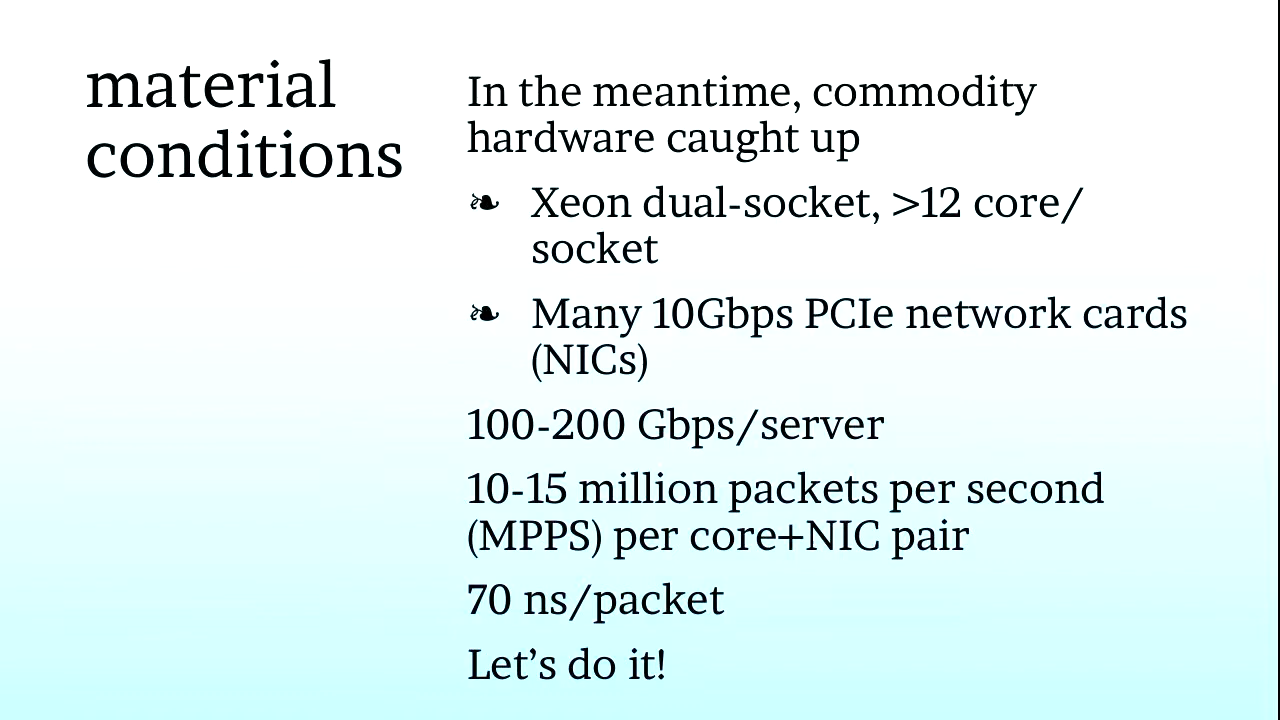 material
conditions
In the meantime, commodity
hardware caught up
❧ Xeon dual-socket, >12 core/
socket
❧ Many 10Gbps PCIe network cards
(NICs)
100-200 Gbps/server
10-15 million packets per second
(MPPS) per core+NIC pair
70 ns/packet
Let’s do it!